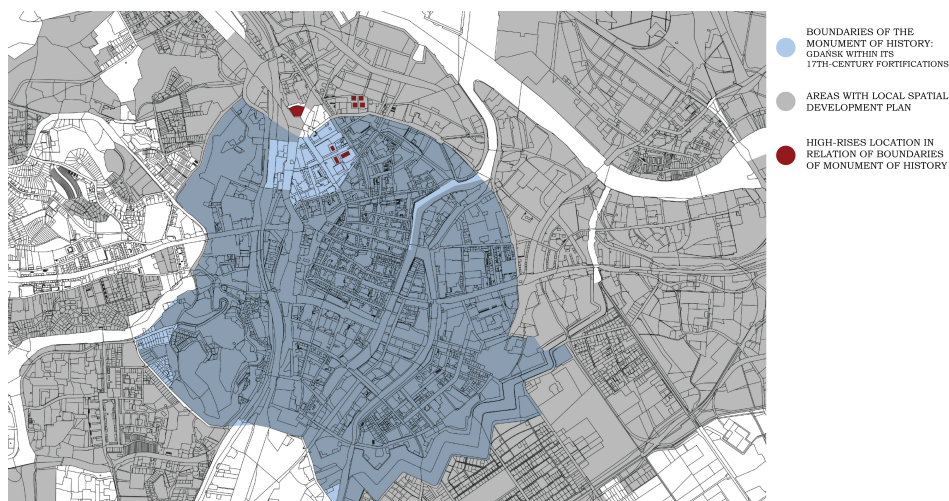 BOUNDARIES OF THE
MONUMENT OF HISTORY:
GDAŃSK WITHIN ITS
17TH-CENTURY FORTIFICATIONS
AREAS WITH LOCAL SPATIAL
DEVELOPMENT PLAN
HIGH-RISES LOCATION IN
RELATION OF BOUNDARIES
OF MONUMENT OF HISTORY